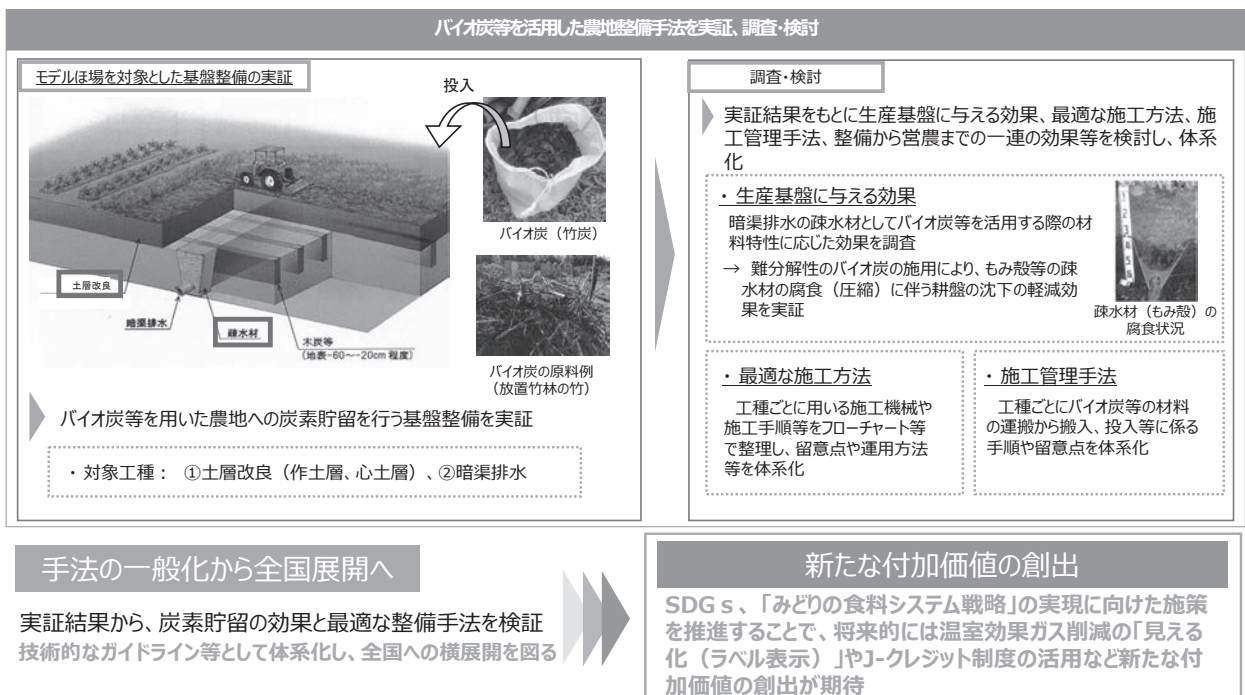 バイオ炭等を活用した農地整備手法を実証、調査・検討
モデルほ場を対象とした基盤整備の実証
投入
バイオ炭（竹炭）
土層改良
暗渠排水
疎水材
木炭等
（地表-60～-20cm 程度）
バイオ炭の原料例
（放置竹林の竹）
バイオ炭等を用いた農地への炭素貯留を行う基盤整備を実証
・対象工種： ①土層改良（作土層、心土層）、②暗渠排水
調査・検討
実証結果をもとに生産基盤に与える効果、最適な施工方法、施
工管理手法、整備から営農までの一連の効果等を検討し、体系
化
・生産基盤に与える効果
暗渠排水の疎水材としてバイオ炭等を活用する際の材
料特性に応じた効果を調査
→ 難分解性のバイオ炭の施用により、もみ殻等の疎
水材の腐食（圧縮）に伴う耕盤の沈下の軽減効
果を実証
疎水材（もみ殻）の
腐食状況
・最適な施工方法
工種ごとに用いる施工機械や
施工手順等をフローチャート等
で整理し、留意点や運用方法
等を体系化
・施工管理手法
工種ごとにバイオ炭等の材料
の運搬から搬入、投入等に係る
手順や留意点を体系化
手法の一般化から全国展開へ
実証結果から、炭素貯留の効果と最適な整備手法を検証
技術的なガイドライン等として体系化し、全国への横展開を図る
新たな付加価値の創出
SDGｓ、「みどりの食料システム戦略」の実現に向けた施策
を推進することで、将来的には温室効果ガス削減の「見える
化（ラベル表示）」やJ-クレジット制度の活用など新たな付
加価値の創出が期待